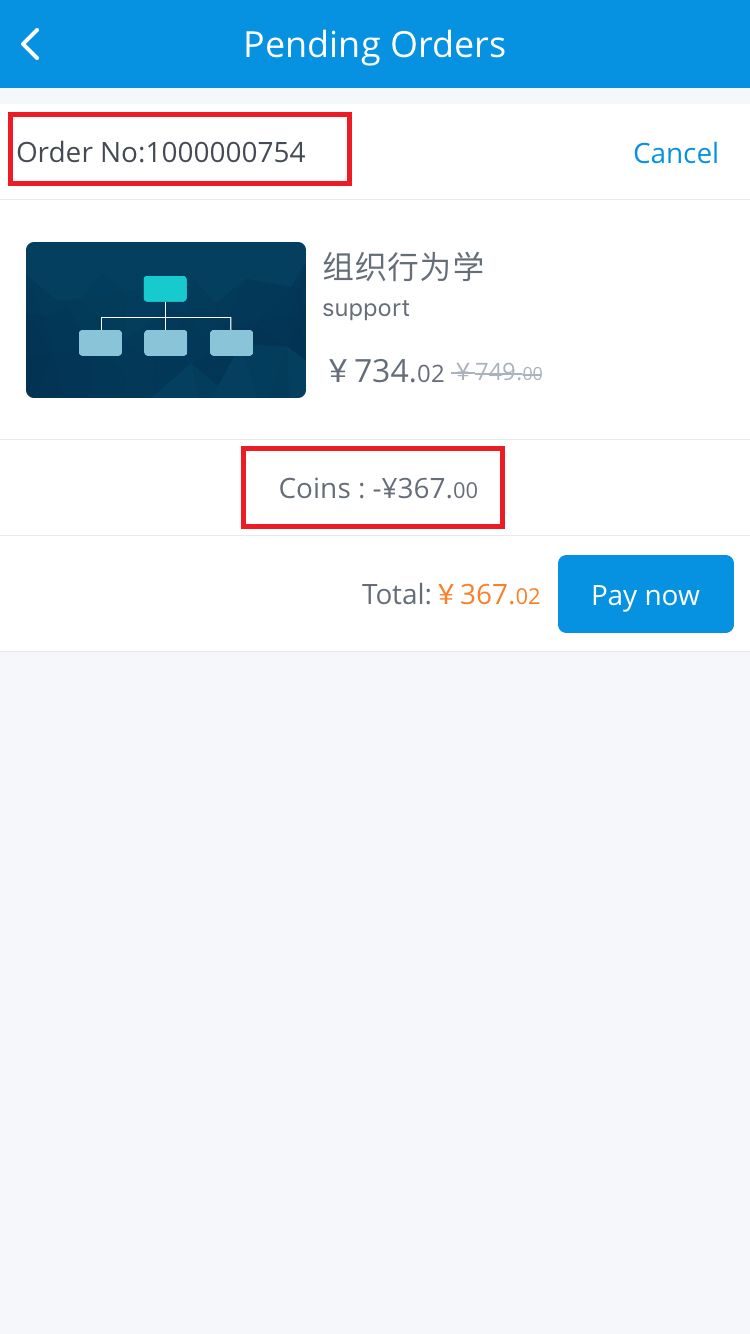 Pending Orders
Order No:1000000754
Cancel
组织行为学
support
¥ 734.02 ¥ 749.00
Coins : -¥367.00
Total: ¥ 367.02
Pay now